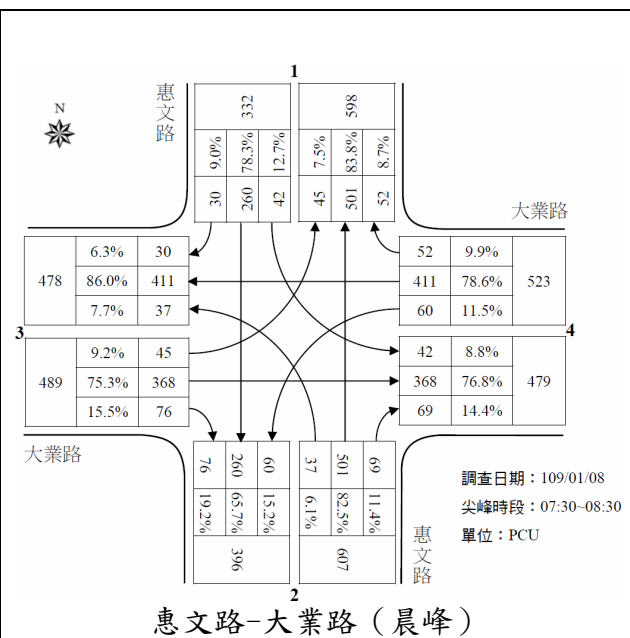 1
N
惠文路
332
598
9.0% 78.3% 12.7%
7.5% 83.8% 8.7%
30 260 42
45 501 52
大業路
478
6.3% 30
86.0% 411
7.7% 37
52 9.9%
411 78.6%
60 11.5%
523
3
4
489
9.2% 45
75.3% 368
15.5% 76
42 8.8%
368 76.8%
69 14.4%
479
大業路
76 260 60
37 501 69
19.2% 65.7% 15.2%
6.1% 82.5% 11.4%
396
607
惠文路
調查日期：109/01/08
尖峰時段：07:30~08:30
單位：PCU
2
惠文路-大業路（晨峰）